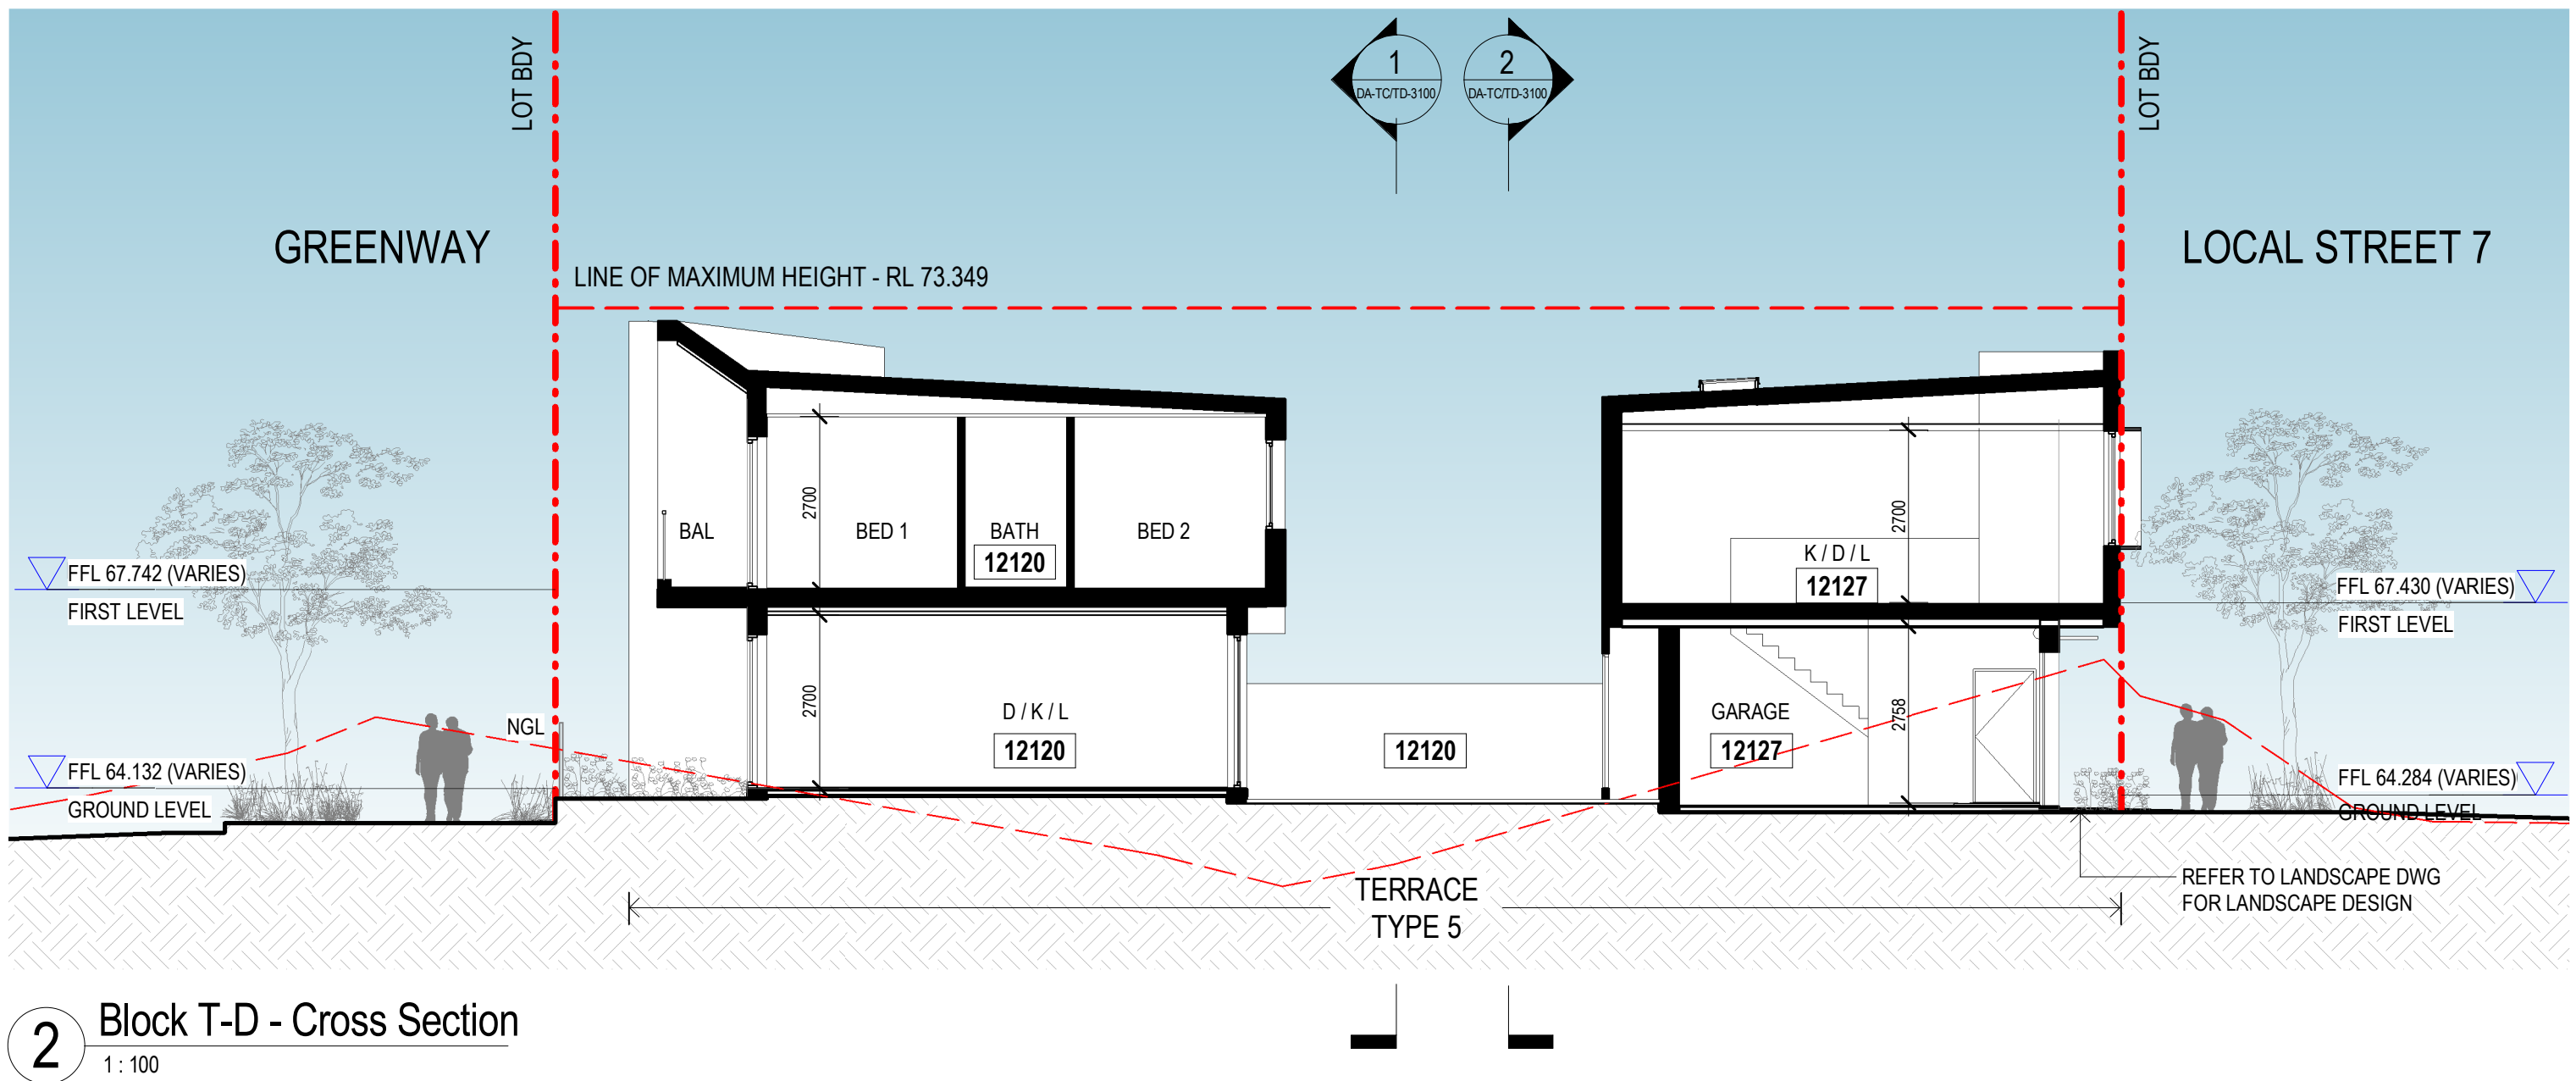 LOT BDY
1
DA-TC/TD-3100
2
DA-TC/TD-3100
LOT BDY
GREENWAY
LOCAL STREET 7
LINE OF MAXIMUM HEIGHT - RL 73.349
2700
BAL
BED 1
BATH
12120
BED 2
2700
K / D / L
12127
FFL 67.742 (VARIES)
FIRST LEVEL
FFL 67.430 (VARIES)
FIRST LEVEL
NGL
2700
D / K / L
12120
12120
GARAGE
12127
2758
FFL 64.132 (VARIES)
GROUND LEVEL
FFL 64.284 (VARIES)
GROUND LEVEL
TERRACE
TYPE 5
REFER TO LANDSCAPE DWG
FOR LANDSCAPE DESIGN
2
Block T-D - Cross Section
1 : 100